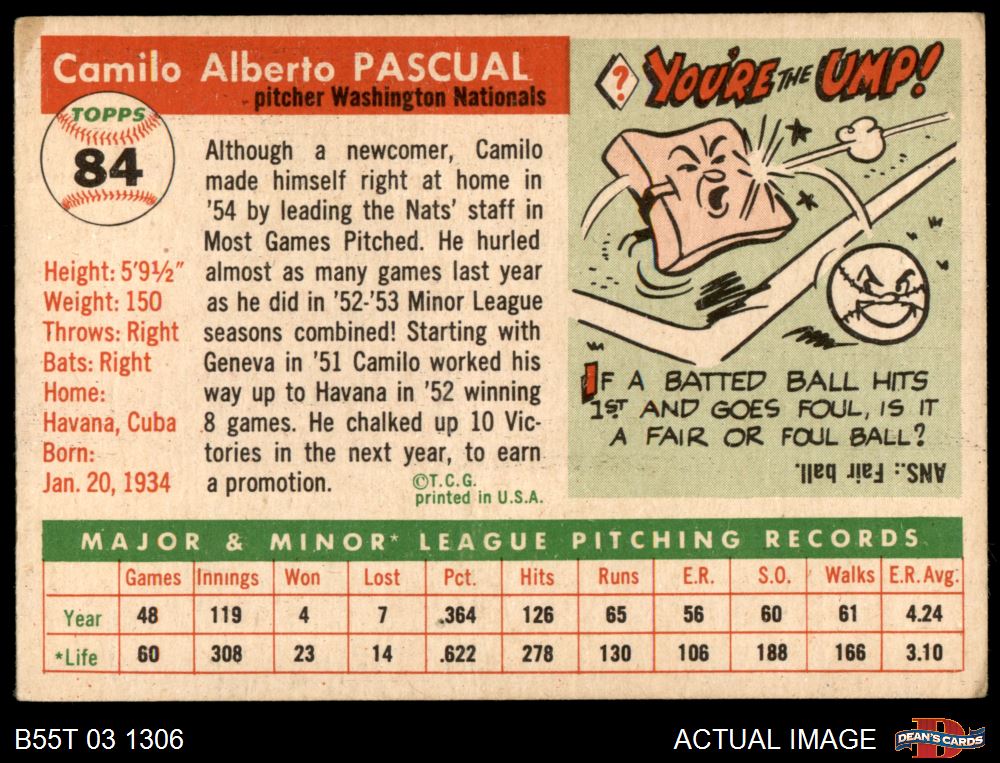 Camilo Alberto PASCUAL
pitcher Washington Nationals
TOPPS
84
Height: 5'9½"
Weight: 150
Throws: Right
Bats: Right
Home:
Havana, Cuba
Born:
Jan. 20, 1934
Although a newcomer, Camilo
made himself right at home in
'54 by leading the Nats' staff in
Most Games Pitched. He hurled
almost as many games last year
as he did in '52-'53 Minor League
seasons combined! Starting with
Geneva in '51 Camilo worked his
way up to Havana in '52 winning
8 games. He chalked up 10 Vic-
tories in the next year, to earn
a promotion.
©T.C.G.
printed in U.S.A.
? YOU'RE THE UMP!
IF A BATTED BALL HITS
1ST AND GOES FOUL, IS IT
A FAIR OR FOUL BALL?
ANS.: Fair ball.
MAJOR & MINOR* LEAGUE PITCHING RECORDS
Games Innings Won Lost Pct. Hits Runs E.R. S.O. Walks E.R. Avg.
Year 48 119 4 7 .364 126 65 56 60 61 4.24
*Life 60 308 23 14 .622 278 130 106 188 166 3.10
B55T 03 1306
ACTUAL IMAGE
D
DEAN'S CARDS